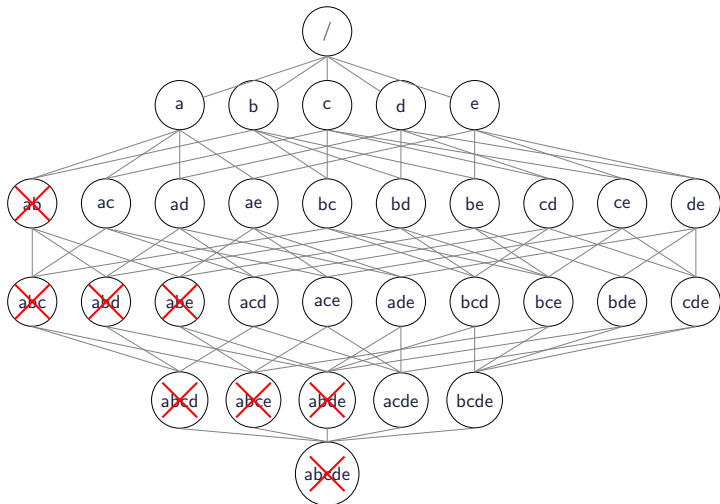 /
a b c d e
ab ac ad ae bc bd be cd ce de
abc abd abe acd ace ade bcd bce bde cde
abcd abce abde acde bcde
abcde